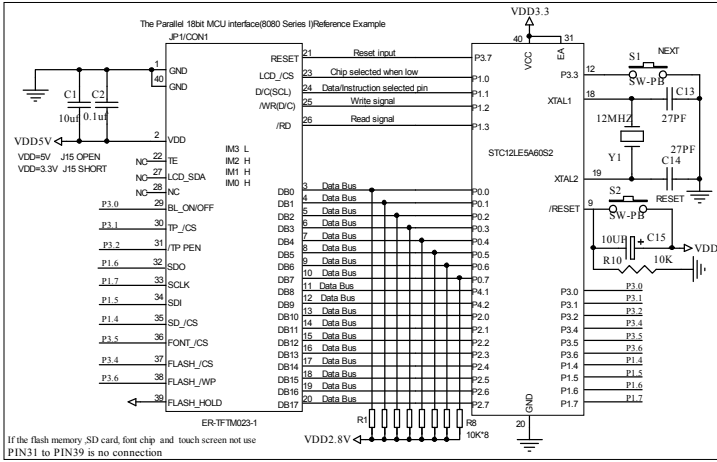 The Parallel 18bit MCU interface(8080 Series I)Reference Example
JP1/CON1
VDD3.3
40
31
VCC
EA
1
GND
40
GND
C1
C2
10uf
0.1uf
VDD5V
2
VDD
VDD=5V J15 OPEN
VDD=3.3V J15 SHORT
NC
22
TE
NC
27
LCD_SDA
NC
28
NC
P3.0
29
BL_ON/OFF
P3.1
30
TP_/CS
P3.2
31
/TP PEN
P1.6
32
SDO
P1.7
33
SCLK
P1.5
34
SDI
P1.4
35
SD_/CS
P3.5
36
FONT_/CS
P3.4
37
FLASH_/CS
P3.6
38
FLASH_/WP
39
FLASH_HOLD
IM3 L
IM2 H
IM1 H
IM0 H
RESET
21
Reset input
P3.7
LCD_/CS
23
Chip selected when low
P1.0
D/C(SCL)
24
Data/Instruction selected pin
P1.1
/WR(D/C)
25
Write signal
P1.2
/RD
26
Read signal
P1.3
DB0
3
Data Bus
P0.0
DB1
4
Data Bus
P0.1
DB2
5
Data Bus
P0.2
DB3
6
Data Bus
P0.3
DB4
7
Data Bus
P0.4
DB5
8
Data Bus
P0.5
DB6
9
Data Bus
P0.6
DB7
10
Data Bus
P0.7
DB8
11
Data Bus
P4.1
DB9
12
Data Bus
P4.2
DB10
13
Data Bus
P2.0
DB11
14
Data Bus
P2.1
DB12
15
Data Bus
P2.2
DB13
16
Data Bus
P2.3
DB14
17
Data Bus
P2.4
DB15
18
Data Bus
P2.5
DB16
19
Data Bus
P2.6
DB17
20
Data Bus
P2.7
ER-TFTM023-1
R1
R8
10K*8
VDD2.8V
STC12LE5A60S2
P3.3
12
S1
NEXT
SW-PB
XTAL1
18
C13
27PF
12MHZ
Y1
27PF
C14
XTAL2
19
/RESET
9
S2
RESET
SW-PB
10UF
+
C15
VDD
R10
10K
P3.0
P3.0
P3.1
P3.1
P3.2
P3.2
P3.4
P3.4
P3.5
P3.5
P3.6
P3.6
P1.4
P1.4
P1.5
P1.5
P1.6
P1.6
P1.7
P1.7
GND
20
If the flash memory ,SD card, font chip and touch screen not use
PIN31 to PIN39 is no connection